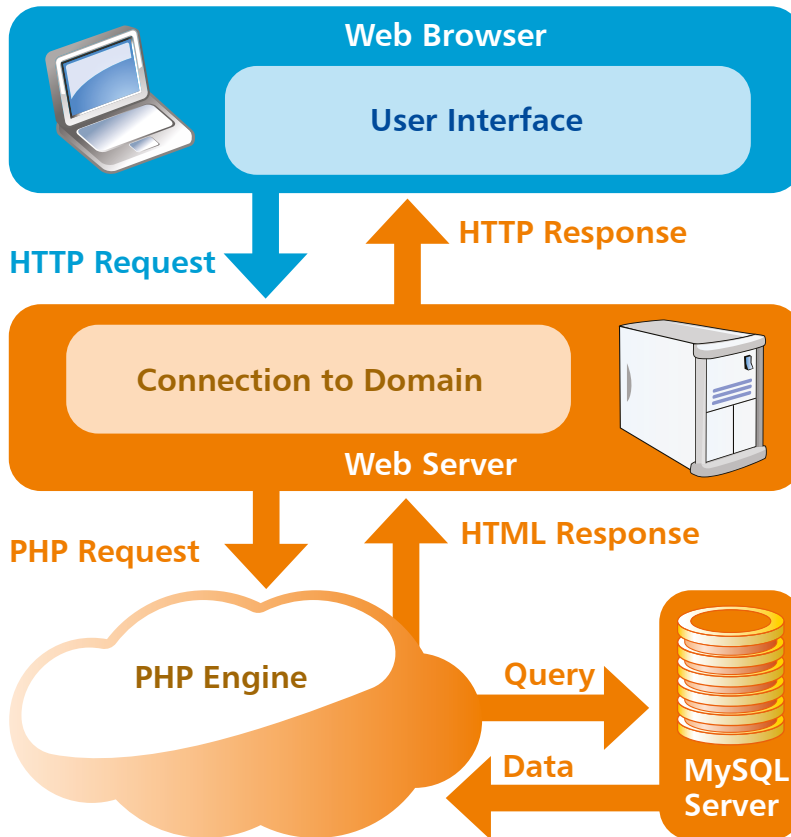 Web Browser
User Interface
HTTP Response
HTTP Request
Connection to Domain
Web Server
PHP Request
HTML Response
PHP Engine
Query
Data
MySQL
Server